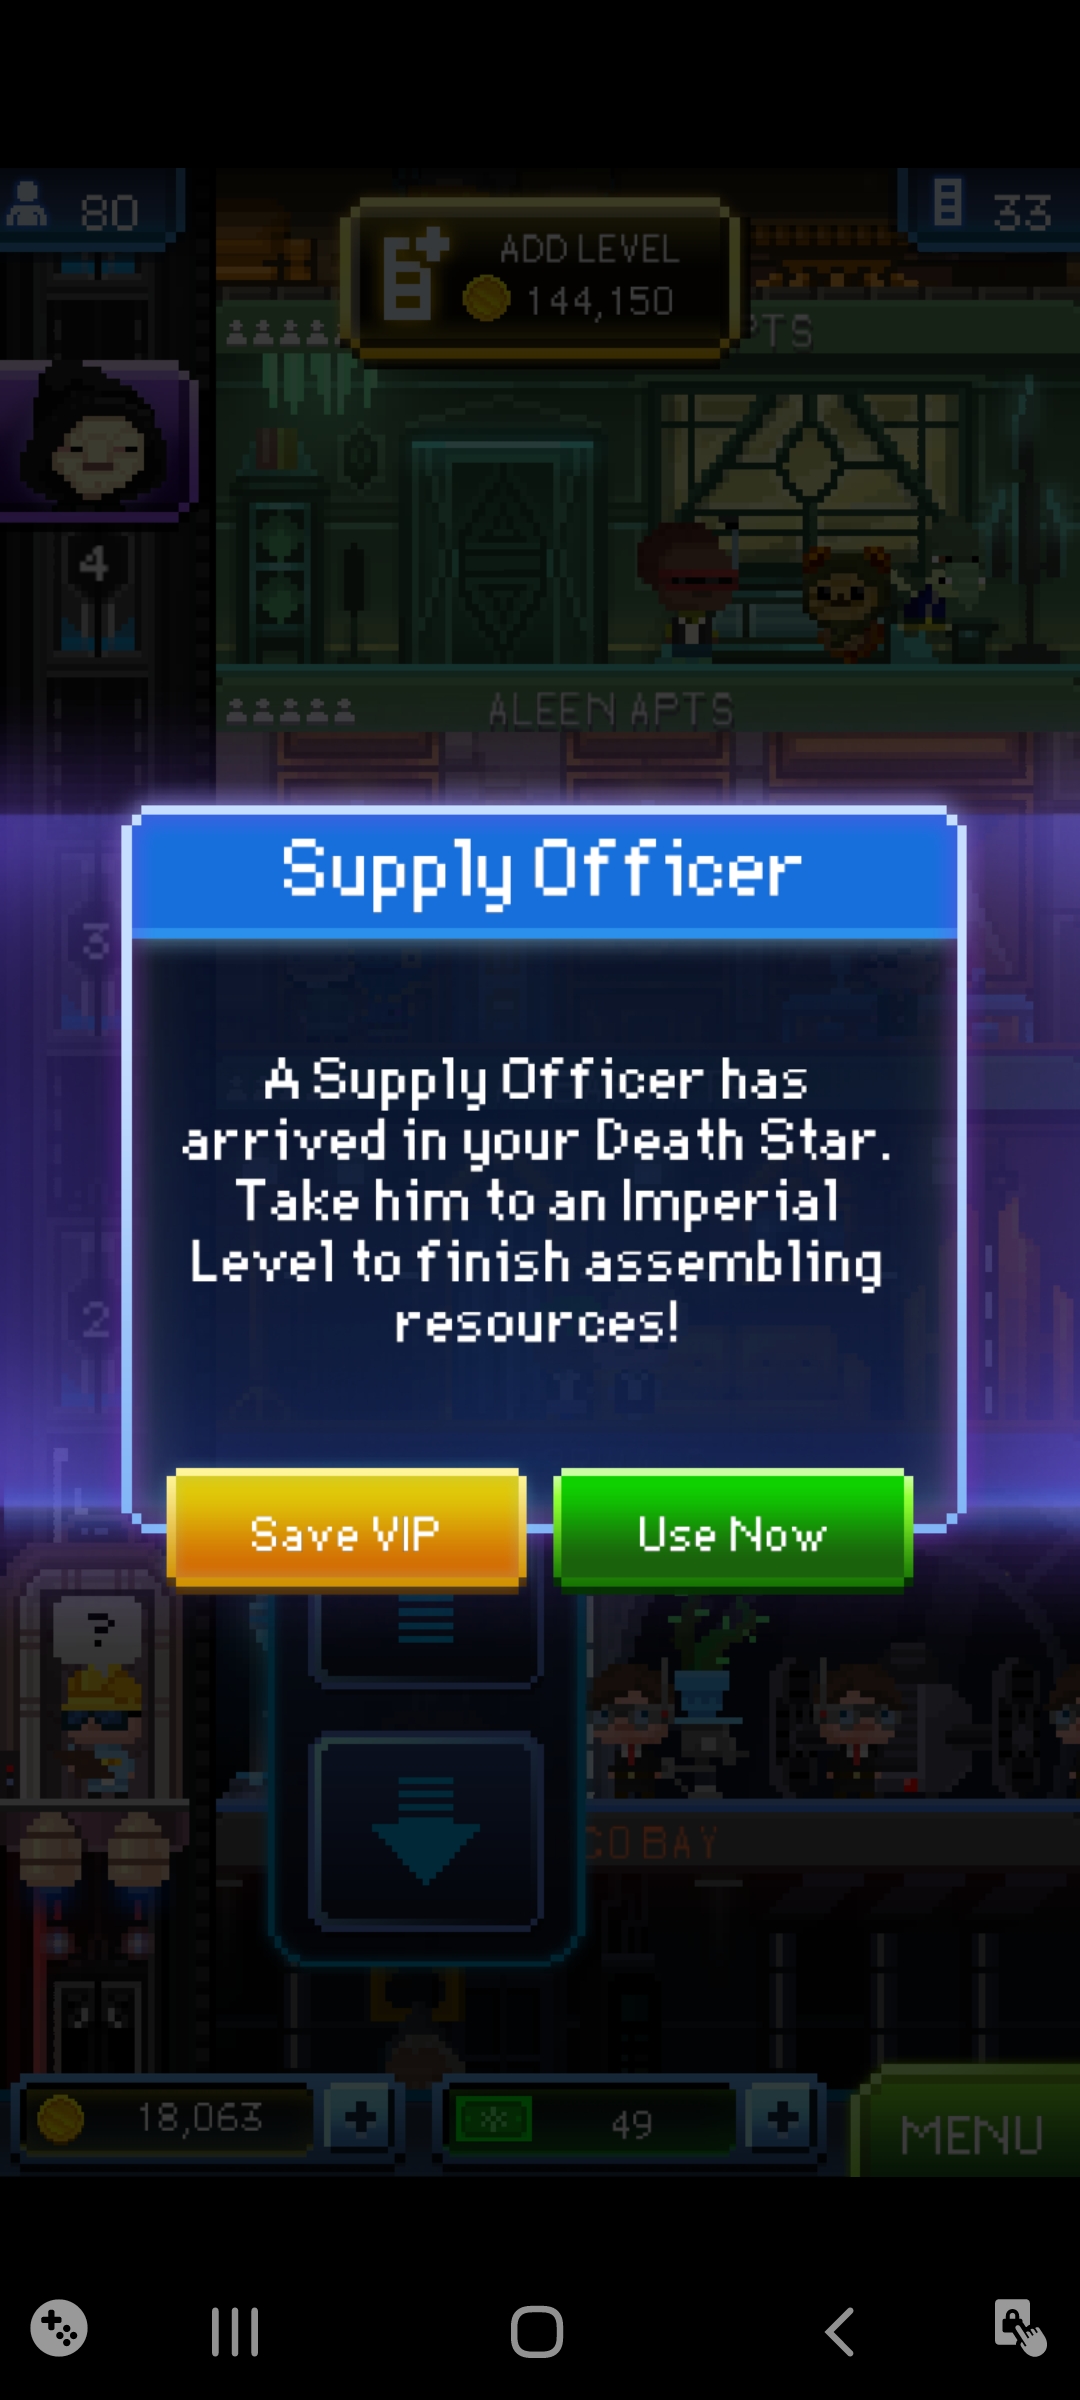 80
ADD LEVEL
144,150
33
PTS
4
ALEEN APTS
3
Supply Officer
A Supply Officer has
arrived in your Death Star.
Take him to an Imperial
Level to finish assembling
resources!
2
Save VIP
Use Now
?
CO BAY
18,063
49
MENU